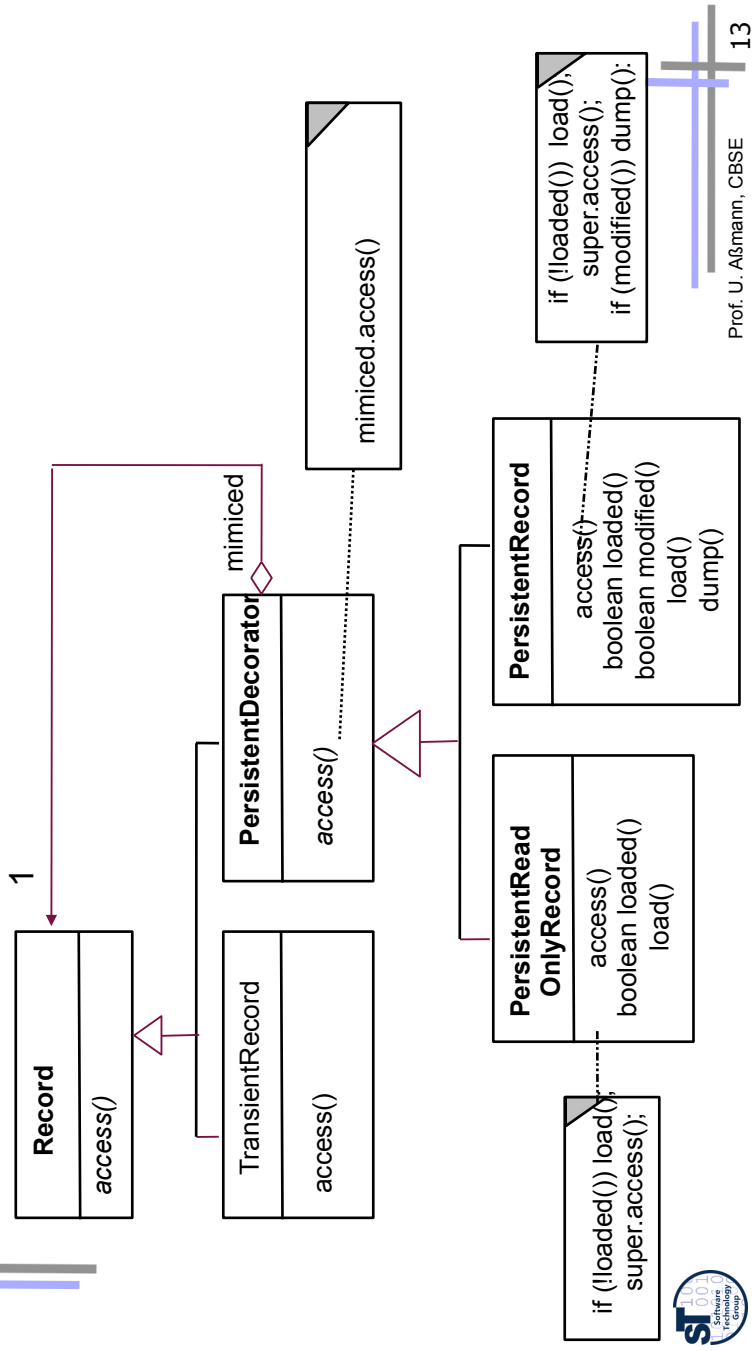 1
Record
access()
TransientRecord
access()
PersistentDecorator
access()
mimiced
mimiced.access()
PersistentRead
OnlyRecord
access()
boolean loaded()
load()
PersistentRecord
access()
boolean loaded()
boolean modified()
load()
dump()
if (!loaded()) load();
super.access();
if (!loaded()) load();
super.access();
if (modified()) dump():
ST
Software
Technology
Group
Prof. U. Aßmann, CBSE
13